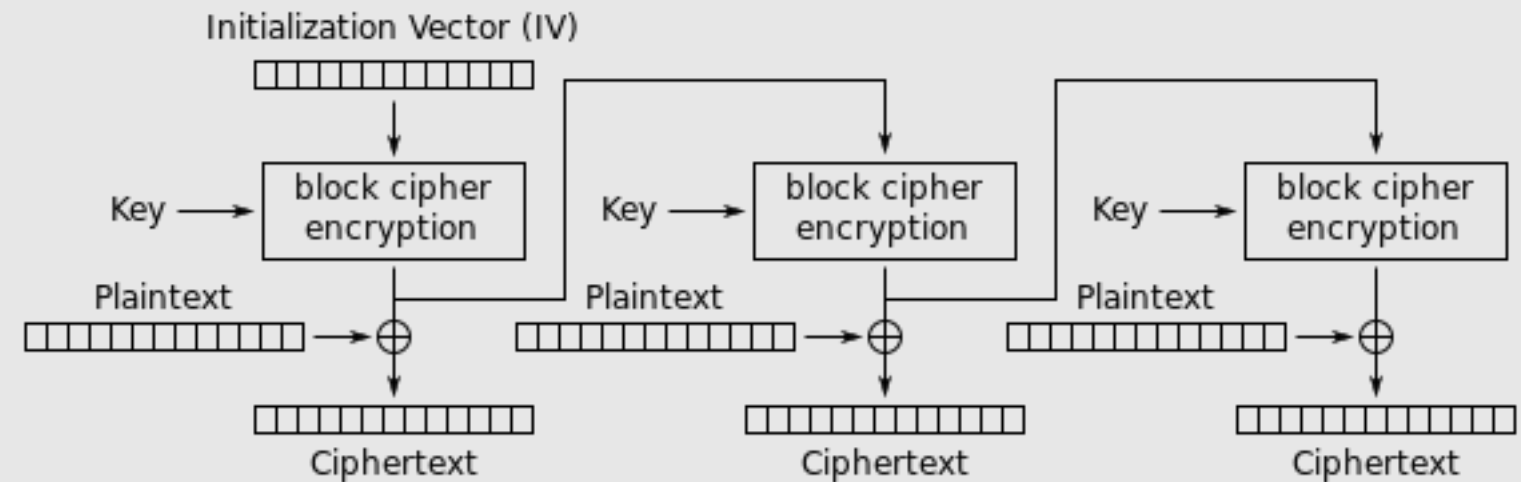 Initialization Vector (IV)
block cipher
encryption
Key
Plaintext
Ciphertext
block cipher
encryption
Key
Plaintext
Ciphertext
block cipher
encryption
Key
Plaintext
Ciphertext